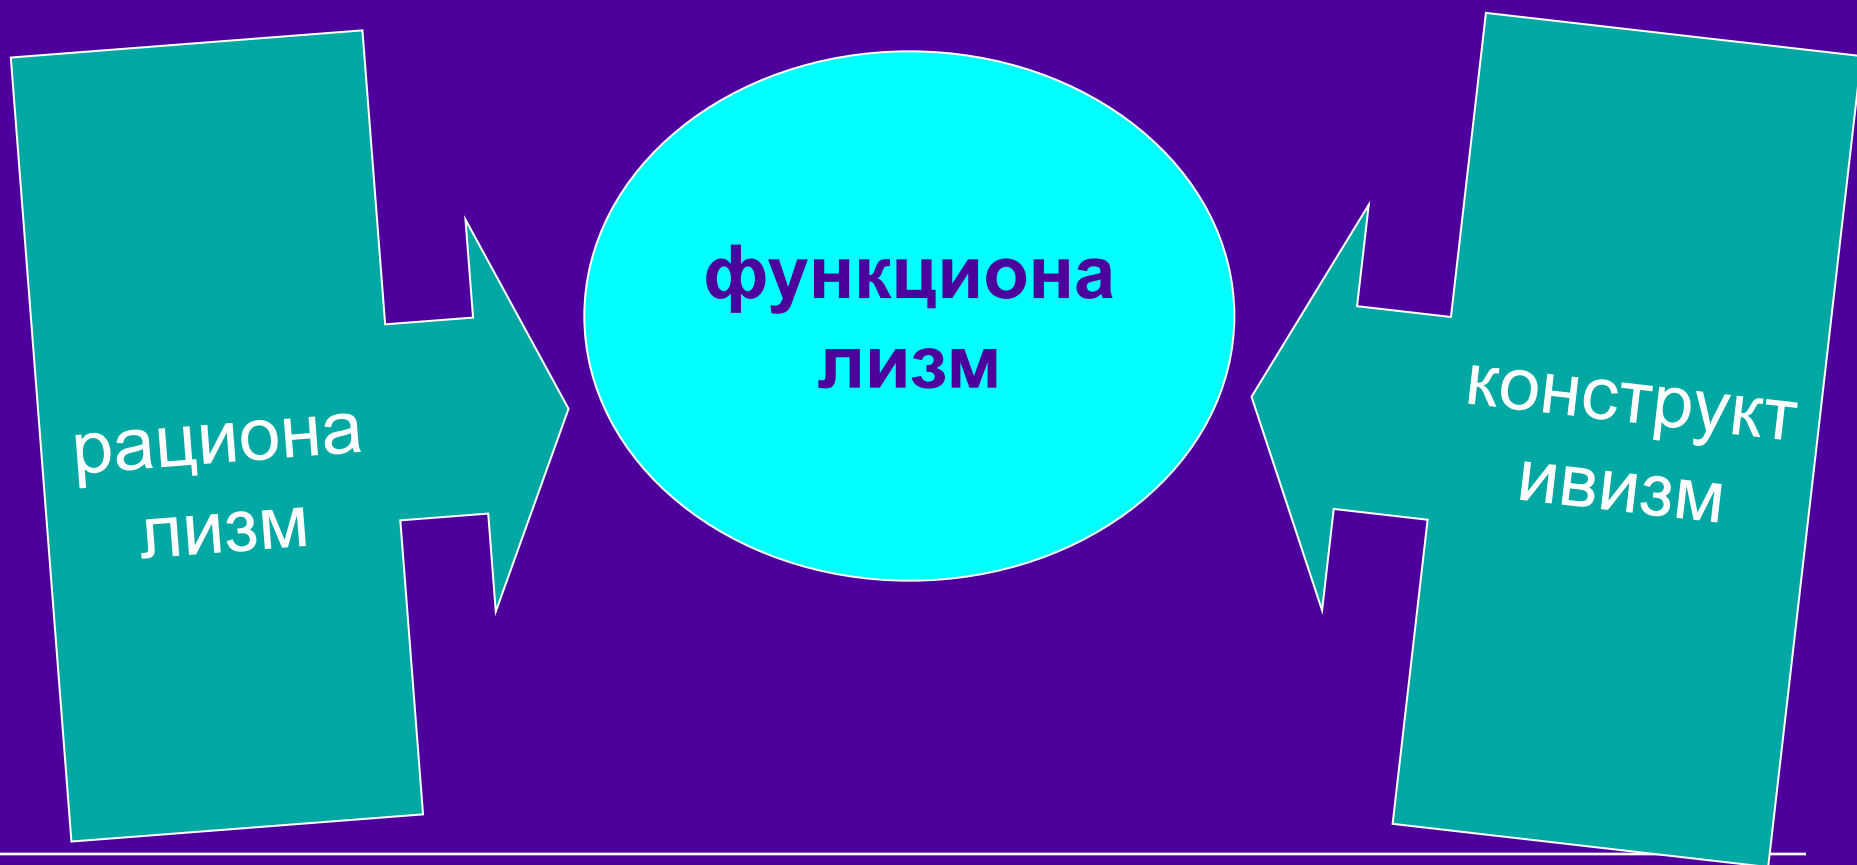 рациона
лизм
функциона
лизм
конструкт
ивизм